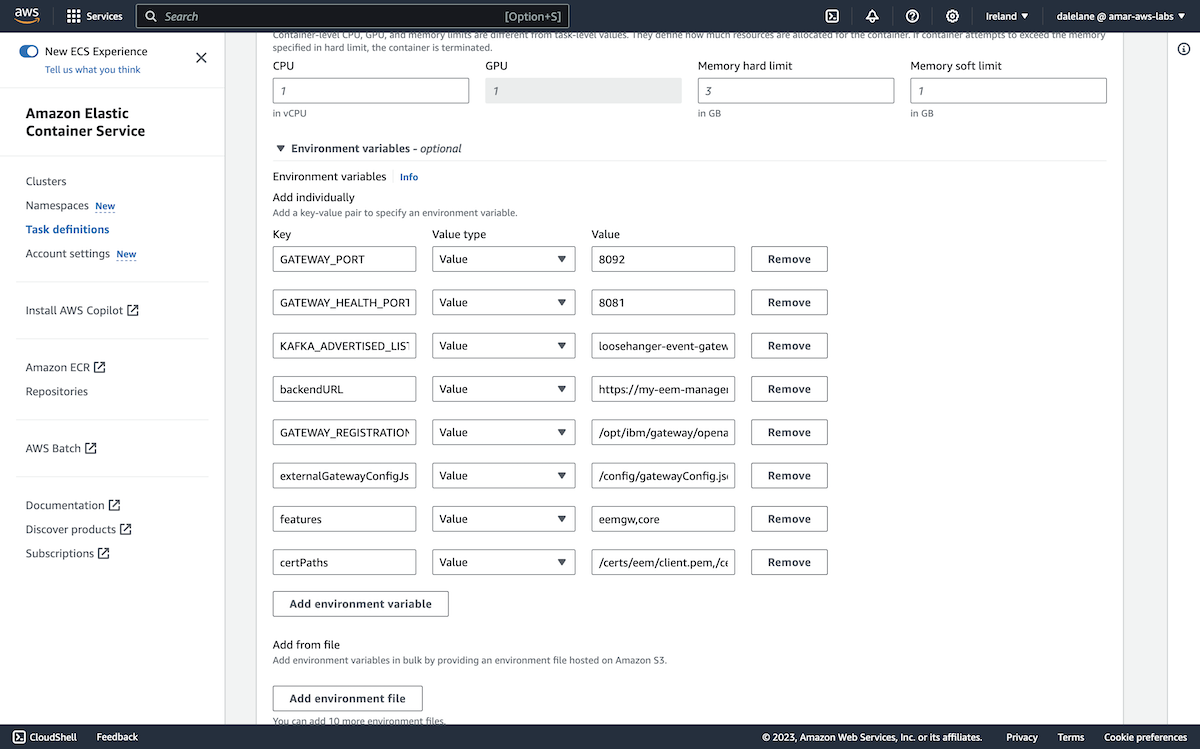 aws
Services
Search
[Option+S]
Ireland ▼
dalelane @ amar-aws-labs ▼
New ECS Experience
Tell us what you think
Amazon Elastic
Container Service
Clusters
Namespaces New
Task definitions
Account settings New
Install AWS Copilot
Amazon ECR
Repositories
AWS Batch
Documentation
Discover products
Subscriptions
Container-level CPU, GPU, and memory limits are different from task-level values. They define how much resources are allocated for the container. If container attempts to exceed the memory
specified in hard limit, the container is terminated.
CPU GPU Memory hard limit Memory soft limit
1 1 3 1
in vCPU in GB in GB
Environment variables - optional
Environment variables Info
Add individually
Add a key-value pair to specify an environment variable.
Key Value type Value
GATEWAY_PORT Value 8092 Remove
GATEWAY_HEALTH_PORT Value 8081 Remove
KAFKA_ADVERTISED_LIST Value loosehanger-event-gatew Remove
backendURL Value https://my-eem-manager Remove
GATEWAY_REGISTRATION Value /opt/ibm/gateway/opena Remove
externalGatewayConfigJs Value /config/gatewayConfig.js Remove
features Value eemgw,core Remove
certPaths Value /certs/eem/client.pem,/ce Remove
Add environment variable
Add from file
Add environment variables in bulk by providing an environment file hosted on Amazon S3.
Add environment file
You can add 10 more environment files.
CloudShell Feedback © 2023, Amazon Web Services, Inc. or its affiliates. Privacy Terms Cookie preferences